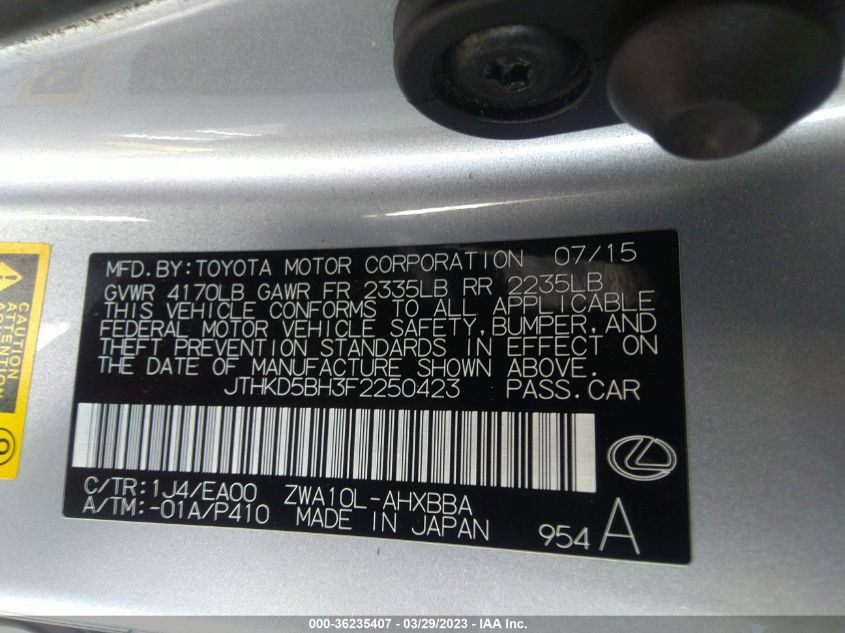 MFD.BY:TOYOTA MOTOR CORPORATION 07/15
GVWR 4170LB GAWR FR 2335LB RR 2235LB
THIS VEHICLE CONFORMS TO ALL APPLICABLE
FEDERAL MOTOR VEHICLE SAFETY, BUMPER, AND
THEFT PREVENTION STANDARDS IN EFFECT ON
THE DATE OF MANUFACTURE SHOWN ABOVE.
JTHKD5BH3F2250423 PASS.CAR
C/TR:1J4/EA00 ZWA10L-AHXBBA
A/TM:-01A/P410 MADE IN JAPAN 954 A
CAUTION
ATTENTION
000-36235407 - 03/29/2023 - IAA Inc.